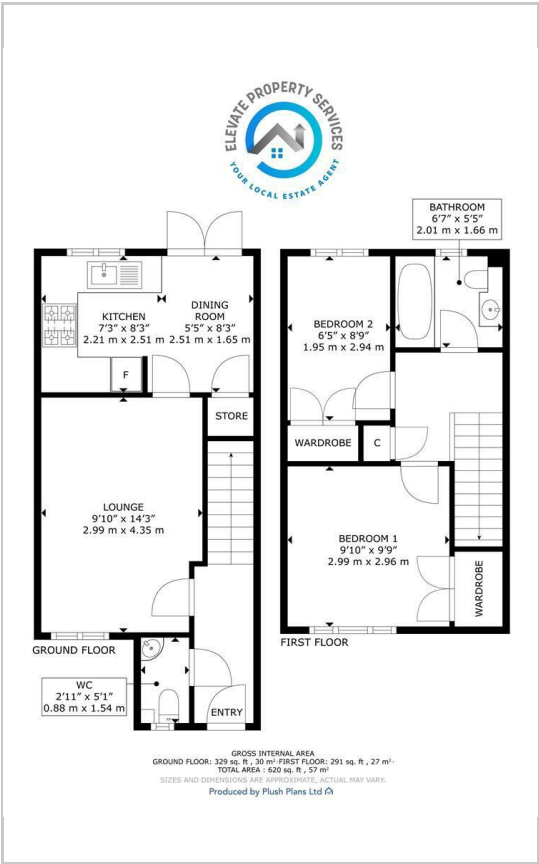 ELEVATE PROPERTY SERVICES
YOUR LOCAL ESTATE AGENT
BATHROOM
6'7" x 5'5"
2.01 m x 1.66 m
KITCHEN
7'3" x 8'3"
2.21 m x 2.51 m
DINING
ROOM
5'5" x 8'3"
2.51 m x 1.65 m
F
STORE
BEDROOM 2
6'5" x 8'9"
1.95 m x 2.94 m
WARDROBE
C
LOUNGE
9'10" x 14'3"
2.99 m x 4.35 m
BEDROOM 1
9'10" x 9'9"
2.99 m x 2.96 m
WARDROBE
GROUND FLOOR
FIRST FLOOR
WC
2'11" x 5'1"
0.88 m x 1.54 m
ENTRY
GROSS INTERNAL AREA
GROUND FLOOR: 329 sq. ft , 30 m² FIRST FLOOR: 291 sq. ft , 27 m²
TOTAL AREA : 620 sq. ft , 57 m²
SIZES AND DIMENSIONS ARE APPROXIMATE, ACTUAL MAY VARY.
Produced by Plush Plans Ltd